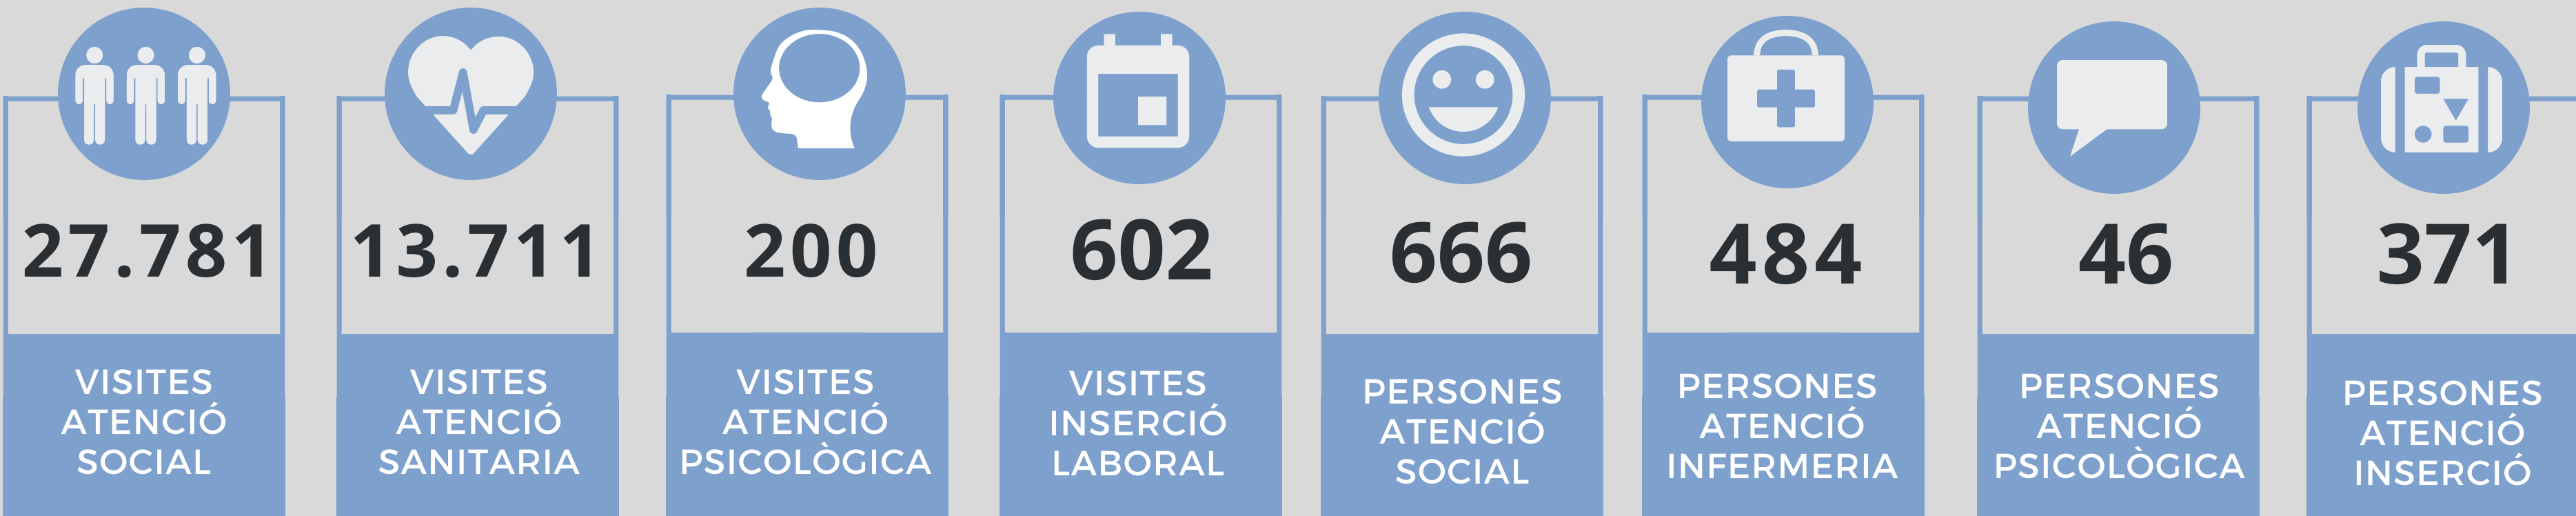 27.781
VISITES
ATENCIÓ
SOCIAL
13.711
VISITES
ATENCIÓ
SANITARIA
200
VISITES
ATENCIÓ
PSICOLÒGICA
602
VISITES
INSERCIÓ
LABORAL
666
PERSONES
ATENCIÓ
SOCIAL
484
PERSONES
ATENCIÓ
INFERMERIA
46
PERSONES
ATENCIÓ
PSICOLÒGICA
371
PERSONES
ATENCIÓ
INSERCIÓ